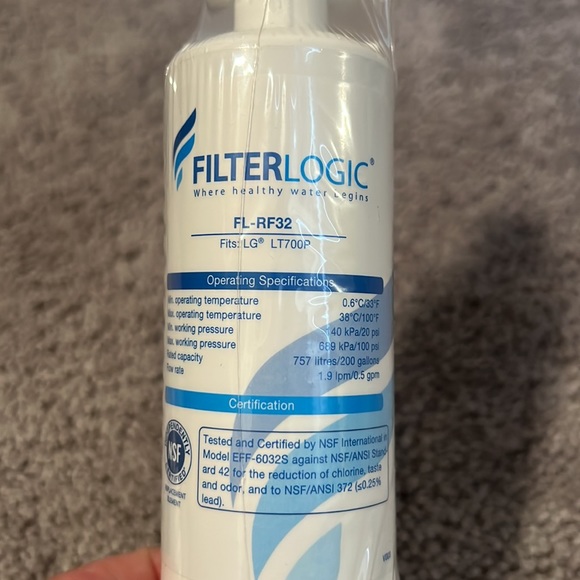 FILTERLOGIC®
Where healthy water begins
FL-RF32
Fits: LG® LT700P
Operating Specifications
operating temperature 0.6°C/33°F
operating temperature 38°C/100°F
working pressure 40 kPa/20 psi
working pressure 689 kPa/100 psi
capacity 757 litres/200 gallons
rate 1.9 lpm/0.5 gpm
Certification
NSF
Tested and Certified by NSF International
Model EFF-6032S against NSF/ANSI Stand-
ard 42 for the reduction of chlorine, taste
and odor, and to NSF/ANSI 372 (≤0.25%
lead).